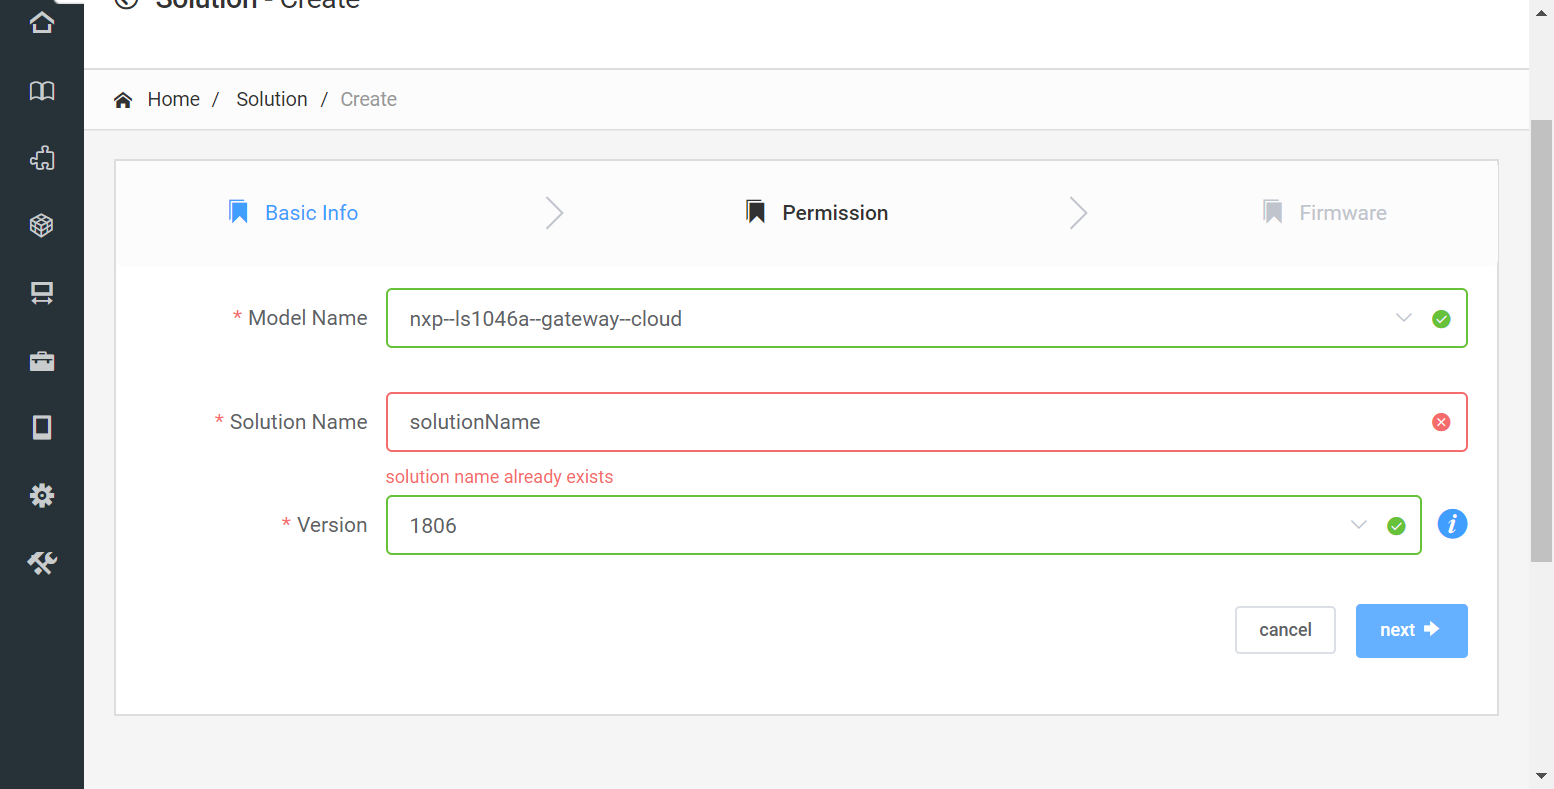 Solution - Create
Home / Solution / Create
Basic Info
Permission
Firmware
* Model Name
nxp--ls1046a--gateway--cloud
* Solution Name
solutionName
solution name already exists
* Version
1806
i
cancel
next